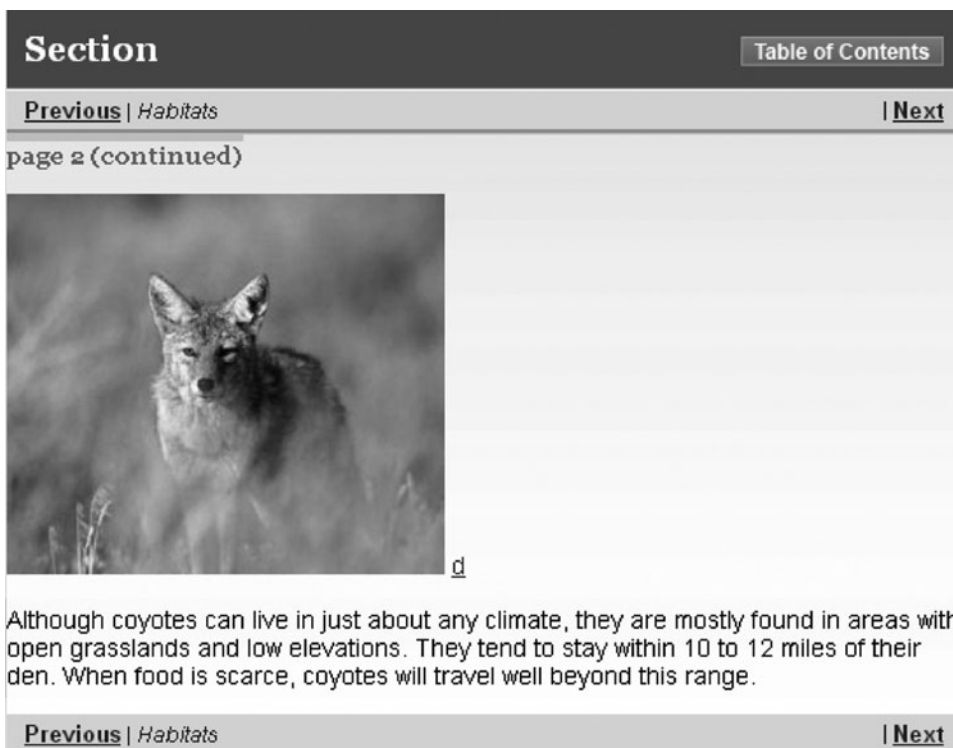 Section
Table of Contents
Previous | Habitats
| Next
page 2 (continued)
d
Although coyotes can live in just about any climate, they are mostly found in areas with
open grasslands and low elevations. They tend to stay within 10 to 12 miles of their
den. When food is scarce, coyotes will travel well beyond this range.
Previous | Habitats
| Next